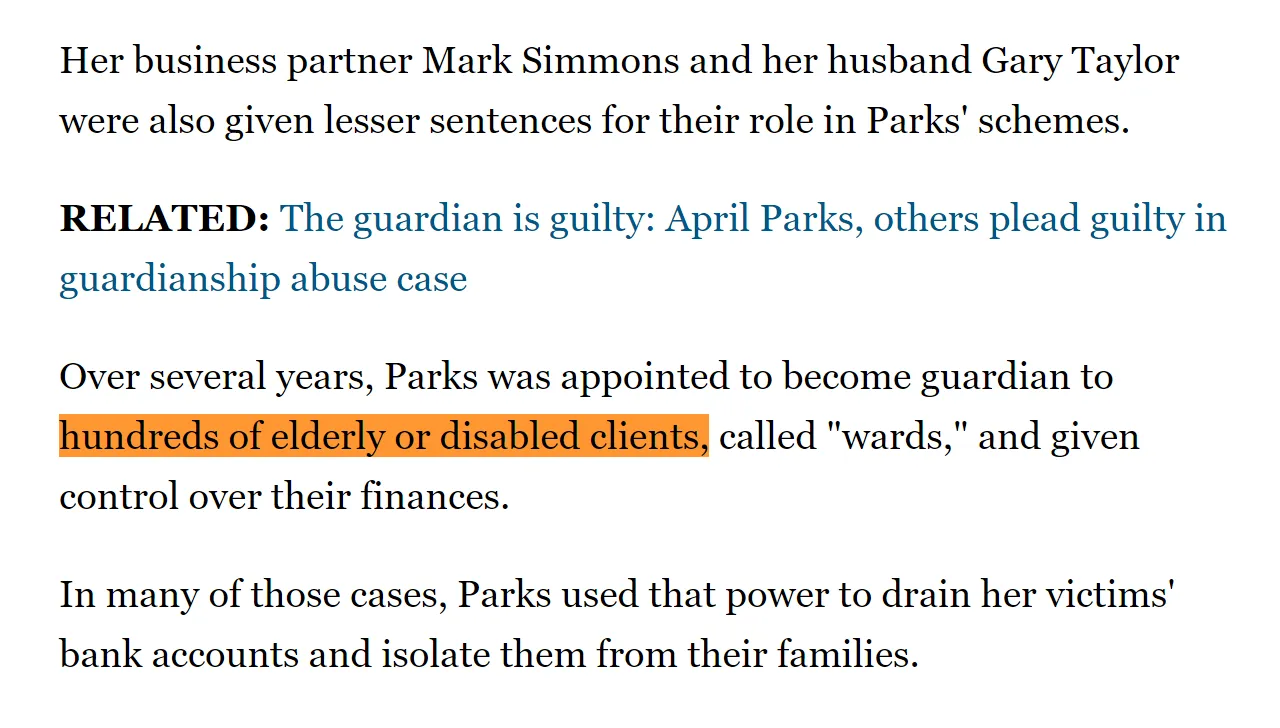 Her business partner Mark Simmons and her husband Gary Taylor
were also given lesser sentences for their role in Parks' schemes.
RELATED: The guardian is guilty: April Parks, others plead guilty in
guardianship abuse case
Over several years, Parks was appointed to become guardian to
hundreds of elderly or disabled clients, called "wards," and given
control over their finances.
In many of those cases, Parks used that power to drain her victims'
bank accounts and isolate them from their families.